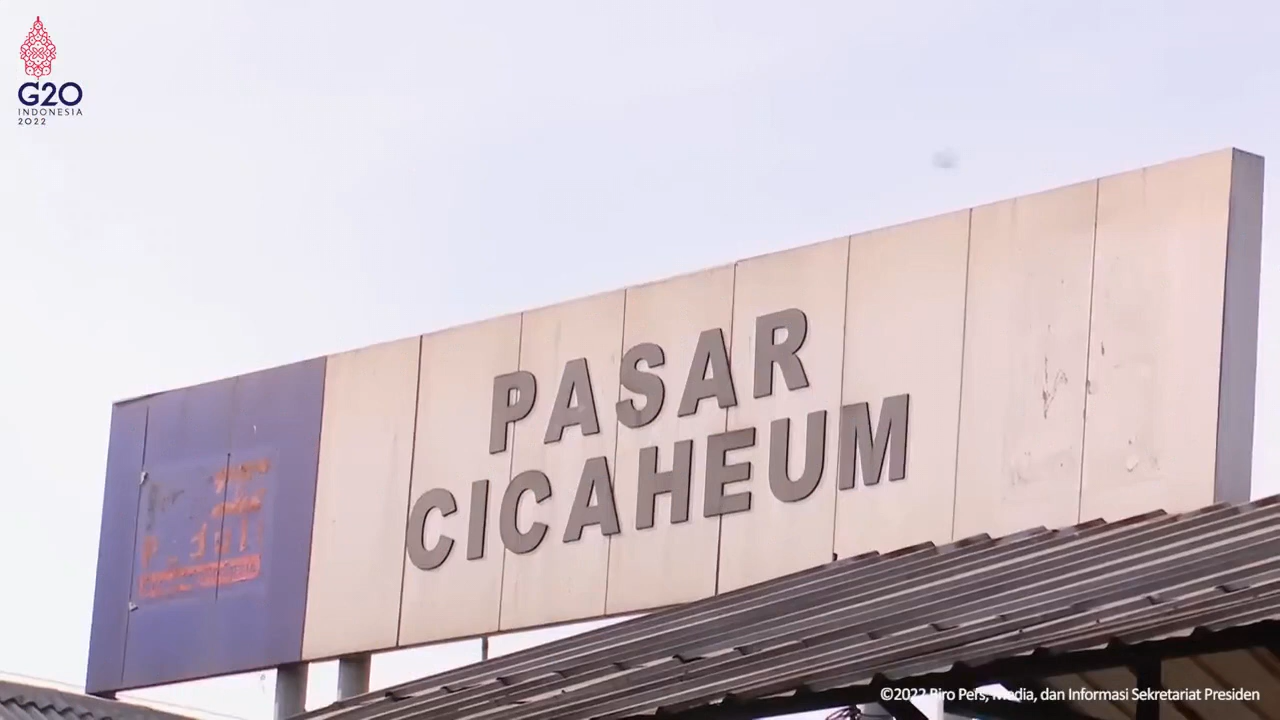 G20
INDONESIA
2022
PASAR
CICAHEUM
©2022 Biro Pers, Media, dan Informasi Sekretariat Presiden